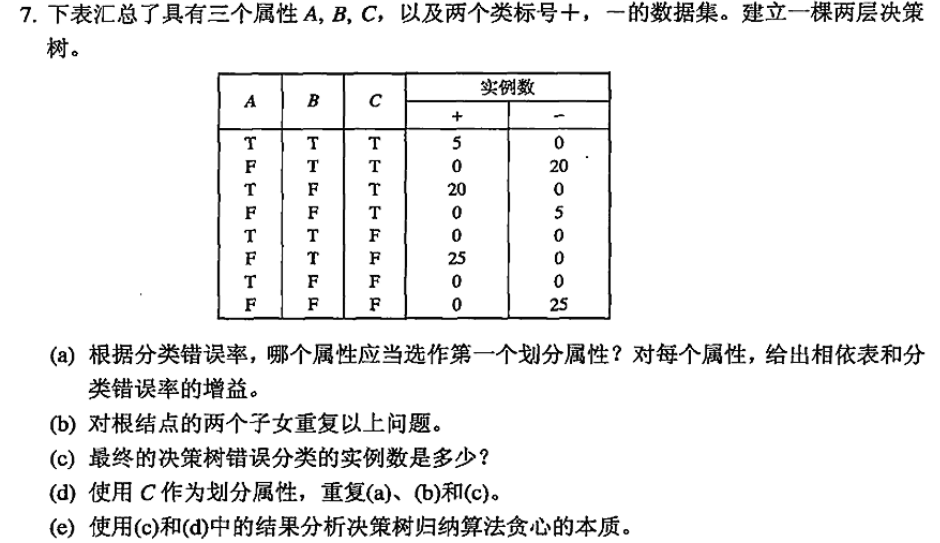 7. 下表汇总了具有三个属性 A, B, C，以及两个类标号＋，－的数据集。建立一棵两层决策
树。
A B C 实例数
+ −
T T T 5 0
F T T 0 20
T F T 20 0
F F T 0 5
T T F 0 0
F T F 25 0
T F F 0 0
F F F 0 25
(a) 根据分类错误率，哪个属性应当选作第一个划分属性？对每个属性，给出相依表和分
类错误率的增益。
(b) 对根结点的两个子女重复以上问题。
(c) 最终的决策树错误分类的实例数是多少？
(d) 使用 C 作为划分属性，重复(a)、(b)和(c)。
(e) 使用(c)和(d)中的结果分析决策树归纳算法贪心的本质。